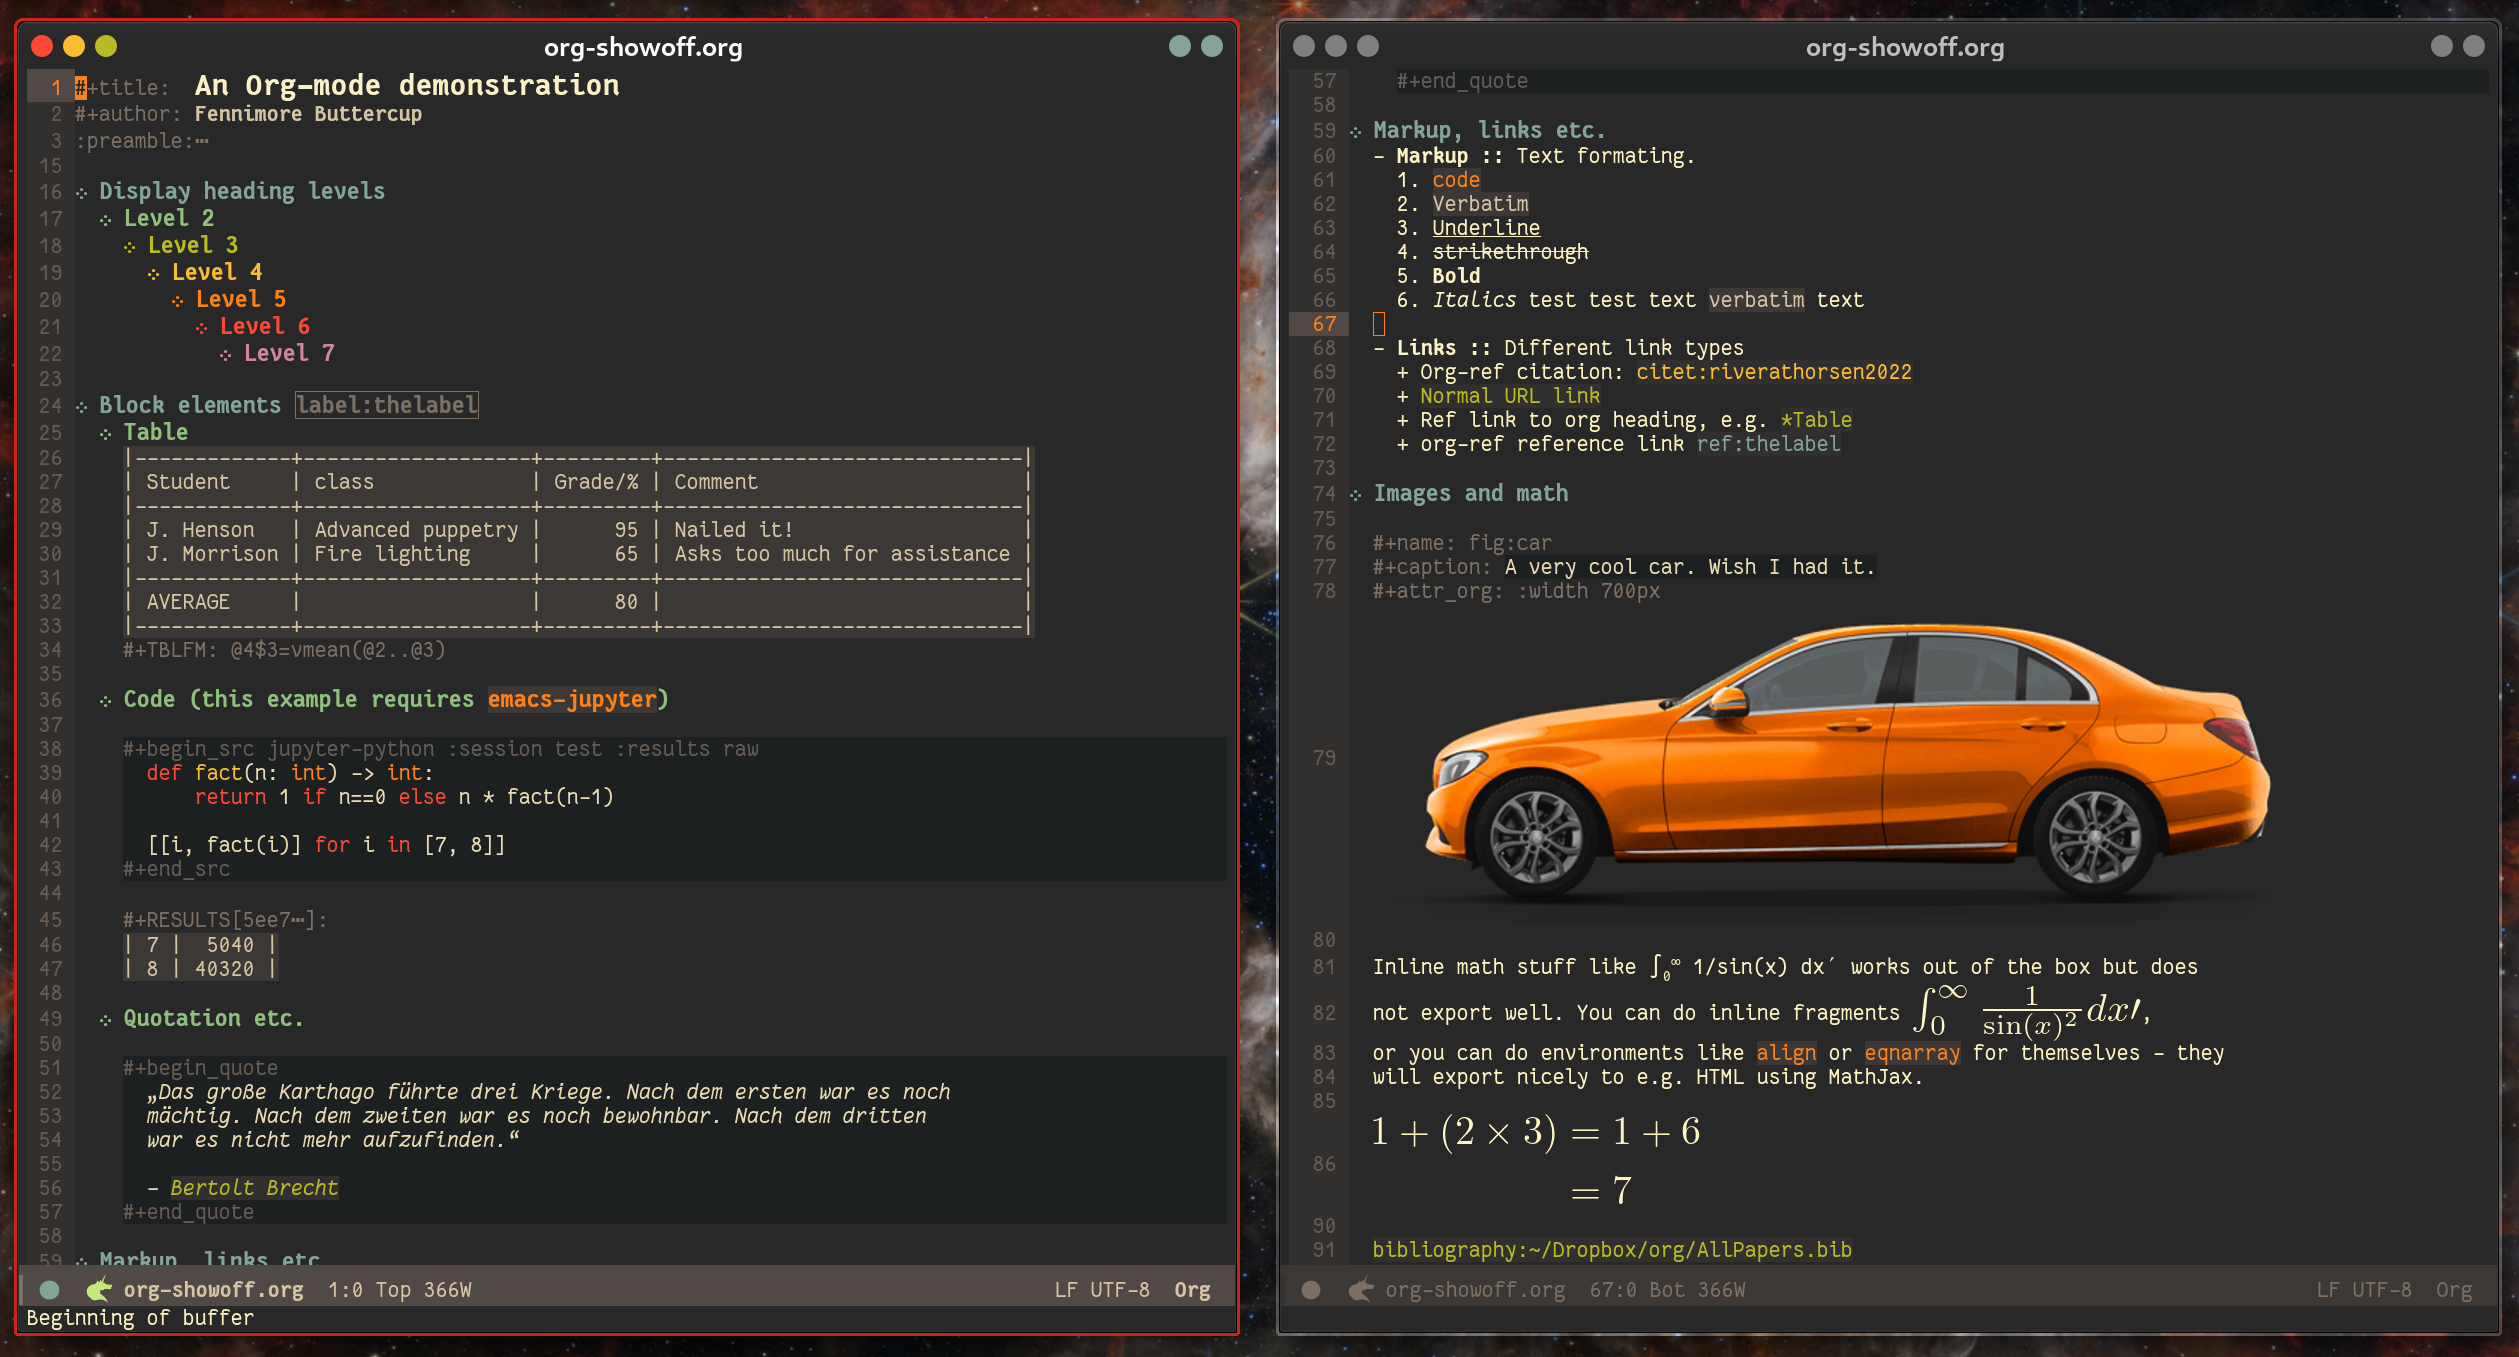 org-showoff.org
1 #+title: An Org-mode demonstration
2 #+author: Fennimore Buttercup
3 :preamble:⋯
15
16 Display heading levels
17 Level 2
18 Level 3
19 Level 4
20 Level 5
21 Level 6
22 Level 7
23
24 Block elements label:thelabel
25 Table
26 |-------------+-------------------+---------+------------------------------|
27 | Student | class | Grade/% | Comment |
28 |-------------+-------------------+---------+------------------------------|
29 | J. Henson | Advanced puppetry | 95 | Nailed it! |
30 | J. Morrison | Fire lighting | 65 | Asks too much for assistance |
31 |-------------+-------------------+---------+------------------------------|
32 | AVERAGE | | 80 | |
33 |-------------+-------------------+---------+------------------------------|
34 #+TBLFM: @4$3=vmean(@2..@3)
35
36 Code (this example requires emacs-jupyter)
37
38 #+begin_src jupyter-python :session test :results raw
39 def fact(n: int) -> int:
40 return 1 if n==0 else n * fact(n-1)
41
42 [[i, fact(i)] for i in [7, 8]]
43 #+end_src
44
45 #+RESULTS[5ee7⋯]:
46 | 7 | 5040 |
47 | 8 | 40320 |
48
49 Quotation etc.
50
51 #+begin_quote
52 „Das große Karthago führte drei Kriege. Nach dem ersten war es noch
53 mächtig. Nach dem zweiten war es noch bewohnbar. Nach dem dritten
54 war es nicht mehr aufzufinden.“
55
56 – Bertolt Brecht
57 #+end_quote
58
59 Markup, links etc.
org-showoff.org 1:0 Top 366W LF UTF-8 Org
Beginning of buffer
org-showoff.org
57 #+end_quote
58
59 Markup, links etc.
60 - Markup :: Text formating.
61 1. code
62 2. Verbatim
63 3. Underline
64 4. strikethrough
65 5. Bold
66 6. Italics test test text verbatim text
67
68 - Links :: Different link types
69 + Org-ref citation: citet:riverathorsen2022
70 + Normal URL link
71 + Ref link to org heading, e.g. *Table
72 + org-ref reference link ref:thelabel
73
74 Images and math
75
76 #+name: fig:car
77 #+caption: A very cool car. Wish I had it.
78 #+attr_org: :width 700px
79
80
81 Inline math stuff like ∫₀^∞ 1/sin(x) dx′ works out of the box but does
82 not export well. You can do inline fragments ∫₀^∞ 1/sin(x)² dx′,
83 or you can do environments like align or eqnarray for themselves – they
84 will export nicely to e.g. HTML using MathJax.
85
1 + (2 × 3) = 1 + 6
86
= 7
90
91 bibliography:~/Dropbox/org/AllPapers.bib
org-showoff.org 67:0 Bot 366W LF UTF-8 Org